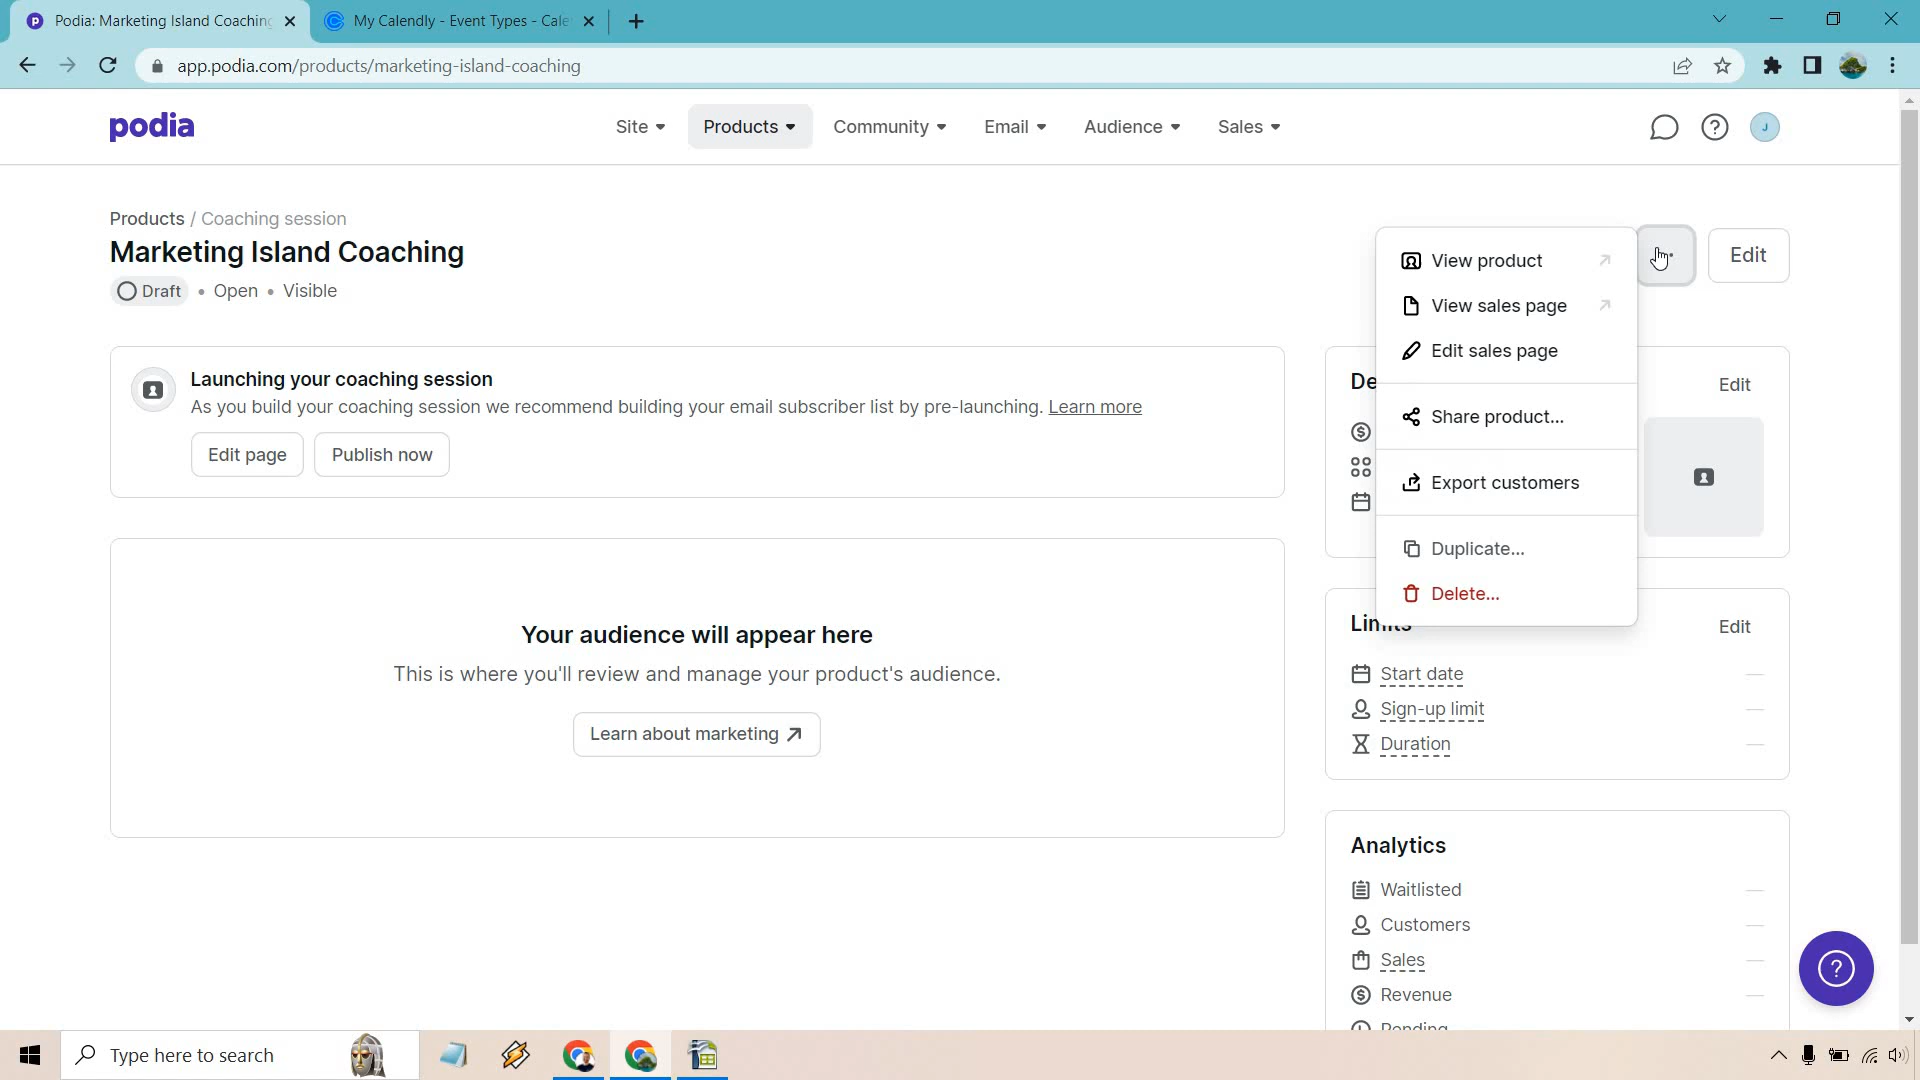 Podia: Marketing Island Coaching
My Calendly - Event Types - Cale
app.podia.com/products/marketing-island-coaching
podia
Site
Products
Community
Email
Audience
Sales
J
Products / Coaching session
Marketing Island Coaching
Draft • Open • Visible
Edit
View product
View sales page
Edit sales page
Share product...
Export customers
Duplicate...
Delete...
Launching your coaching session
As you build your coaching session we recommend building your email subscriber list by pre-launching. Learn more
Edit page
Publish now
Your audience will appear here
This is where you'll review and manage your product's audience.
Learn about marketing
De
Edit
Limits
Edit
Start date —
Sign-up limit —
Duration —
Analytics
Waitlisted —
Customers —
Sales —
Revenue —
Pending
Type here to search